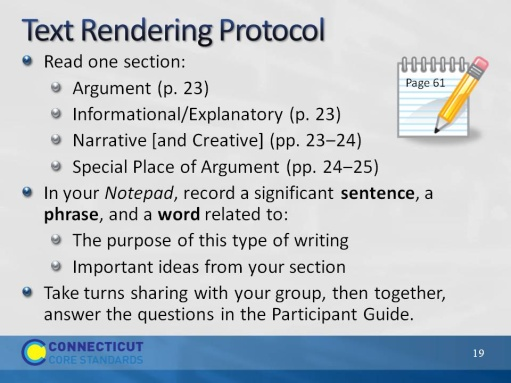 Text Rendering Protocol
Read one section:
Page 61
Argument (p. 23)
Informational/Explanatory (p. 23)
Narrative [and Creative] (pp. 23–24)
Special Place of Argument (pp. 24–25)
In your Notepad, record a significant sentence, a
phrase, and a word related to:
The purpose of this type of writing
Important ideas from your section
Take turns sharing with your group, then together,
answer the questions in the Participant Guide.
CONNECTICUT
CORE STANDARDS
19